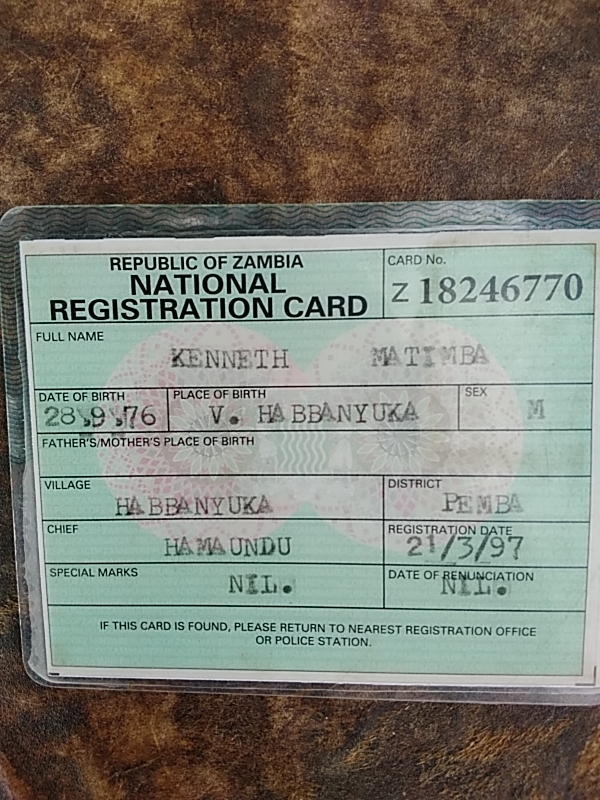 REPUBLIC OF ZAMBIA
NATIONAL
REGISTRATION CARD
CARD No.
Z 18246770
FULL NAME
KENNETH MATIMBA
DATE OF BIRTH
28.9.76
PLACE OF BIRTH
V. HABBANYUKA
SEX
M
FATHER'S/MOTHER'S PLACE OF BIRTH
VILLAGE
HABBANYUKA
DISTRICT
PEMBA
CHIEF
HAMAUNDU
REGISTRATION DATE
21/3/97
SPECIAL MARKS
NIL.
DATE OF RENUNCIATION
NIL.
IF THIS CARD IS FOUND, PLEASE RETURN TO NEAREST REGISTRATION OFFICE
OR POLICE STATION.